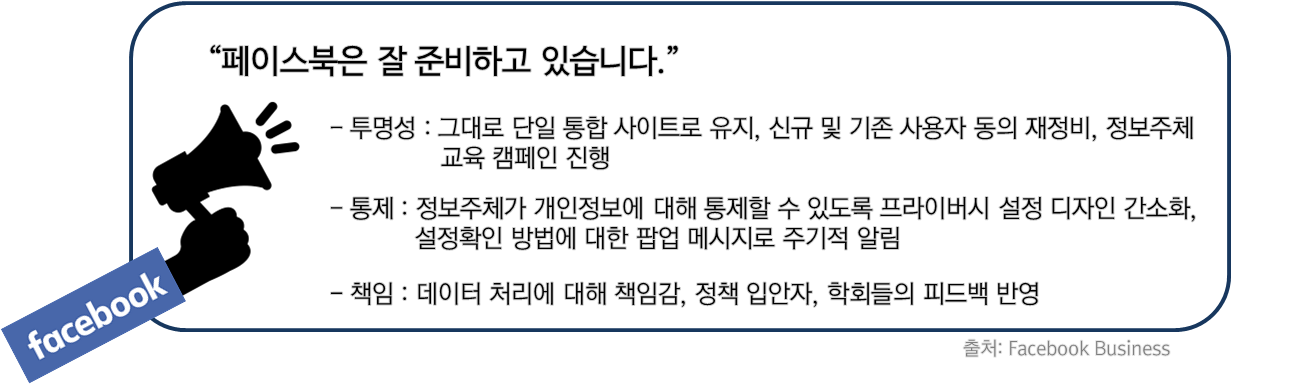 “페이스북은 잘 준비하고 있습니다.”
– 투명성 : 그대로 단일 통합 사이트로 유지, 신규 및 기존 사용자 동의 재정비, 정보주체
교육 캠페인 진행
– 통제 : 정보주체가 개인정보에 대해 통제할 수 있도록 프라이버시 설정 디자인 간소화,
설정확인 방법에 대한 팝업 메시지로 주기적 알림
– 책임 : 데이터 처리에 대해 책임감, 정책 입안자, 학회들의 피드백 반영
facebook
출처: Facebook Business